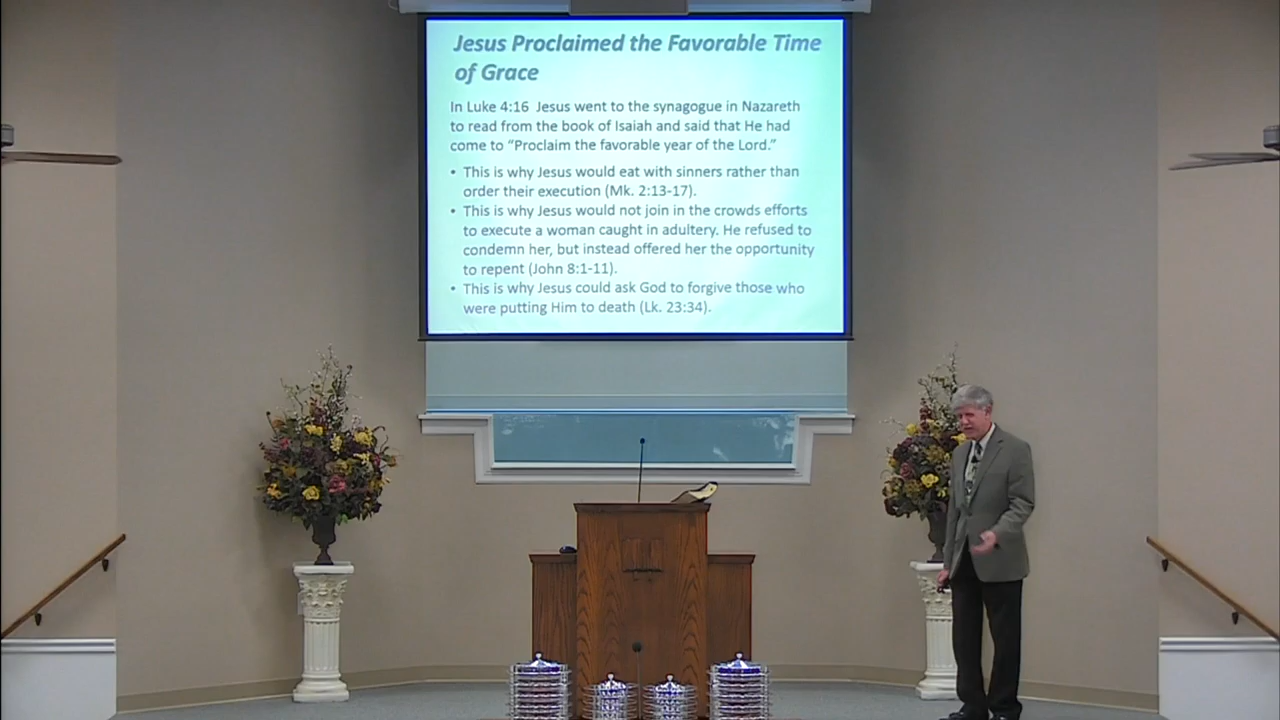 Jesus Proclaimed the Favorable Time
of Grace
In Luke 4:16 Jesus went to the synagogue in Nazareth
to read from the book of Isaiah and said that He had
come to “Proclaim the favorable year of the Lord.”
• This is why Jesus would eat with sinners rather than
order their execution (Mk. 2:13-17).
• This is why Jesus would not join in the crowds efforts
to execute a woman caught in adultery. He refused to
condemn her, but instead offered her the opportunity
to repent (John 8:1-11).
• This is why Jesus could ask God to forgive those who
were putting Him to death (Lk. 23:34).